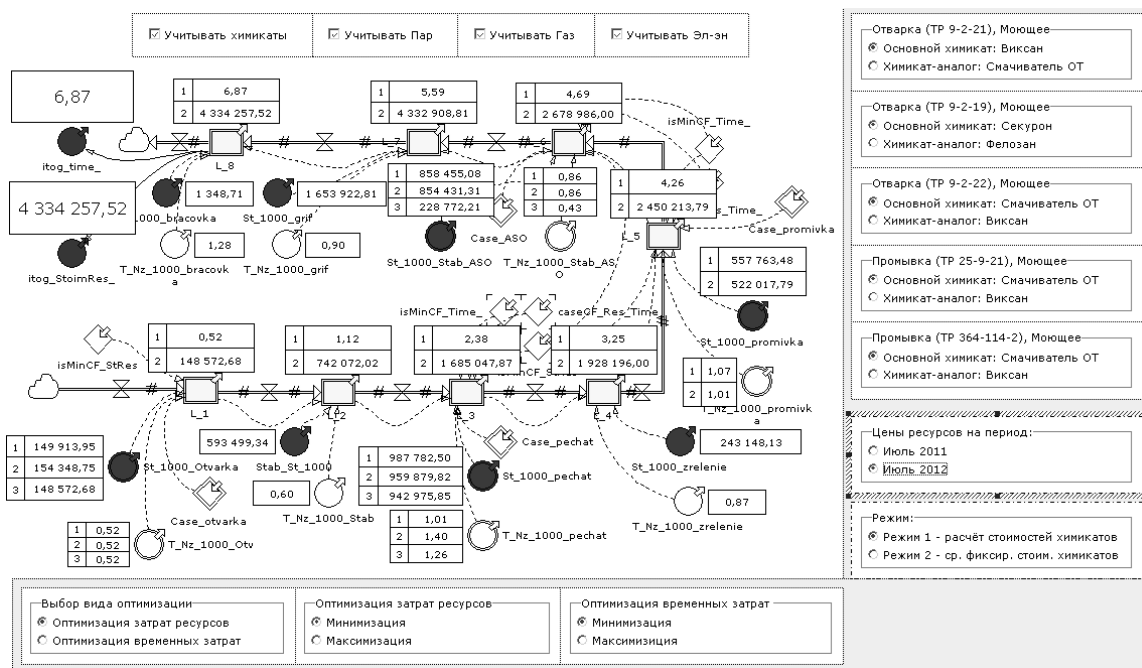 Учитывать химикаты
Учитывать Пар
Учитывать Газ
Учитывать Эл-эн
6,87
itog_time_
4 334 257,52
itog_StoimRes_
1 6,87
2 4 334 257,52
L_8
1 5,59
2 4 332 908,81
L_7
1 4,69
2 2 678 986,00
isMinCF_Time_
1 348,71
1000_bracovka
1,28
T_Nz_1000_bracovk
a
1 653 922,81
St_1000_grif
0,90
T_Nz_1000_grif
1 858 455,08
2 854 431,31
3 228 772,21
Case_ASO
St_1000_Stab_ASO
1 0,86
2 0,86
3 0,43
T_Nz_1000_Stab_AS
o
1 4,26
2 2 450 213,79
s_Time_
L_5
Case_promivka
1 557 763,48
2 522 017,79
St_1000_promivka
1 1,07
2 1,01
T_Nz_1000_promivk
a
isMinCF_StRes
1 0,52
2 148 572,68
L_1
1 1,12
2 742 072,02
L_2
isMinCF_Time_
caseCF_Res_Time_
1 2,38
2 1 685 047,87
L_3
1 3,25
2 1 928 196,00
L_4
1 149 913,95
2 154 348,75
3 148 572,68
St_1000_Otvarka
Case_otvarka
1 0,52
2 0,52
3 0,52
T_Nz_1000_Otv
593 499,34
Stab_St_1000
0,60
T_Nz_1000_Stab
1 987 782,50
2 959 879,82
3 942 975,85
Case_pechat
St_1000_pechat
1 1,01
2 1,40
3 1,26
T_Nz_1000_pechat
243 148,13
St_1000_zrelenie
0,87
T_Nz_1000_zrelenie
Отварка (ТР 9-2-21), Моющее
Основной химикат: Виксан
Химикат-аналог: Смачиватель ОТ
Отварка (ТР 9-2-19), Моющее
Основной химикат: Секурон
Химикат-аналог: Фелозан
Отварка (ТР 9-2-22), Моющее
Основной химикат: Смачиватель ОТ
Химикат-аналог: Виксан
Промывка (ТР 25-9-21), Моющее
Основной химикат: Смачиватель ОТ
Химикат-аналог: Виксан
Промывка (ТР 364-114-2), Моющее
Основной химикат: Смачиватель ОТ
Химикат-аналог: Виксан
Цены ресурсов на период:
Июль 2011
Июль 2012
Режим:
Режим 1 - расчёт стоимостей химикатов
Режим 2 - ср. фиксир. стоим. химикатов
Выбор вида оптимизации
Оптимизация затрат ресурсов
Оптимизация временных затрат
Оптимизация затрат ресурсов
Минимизация
Максимизация
Оптимизация временных затрат
Минимизация
Максимизиция